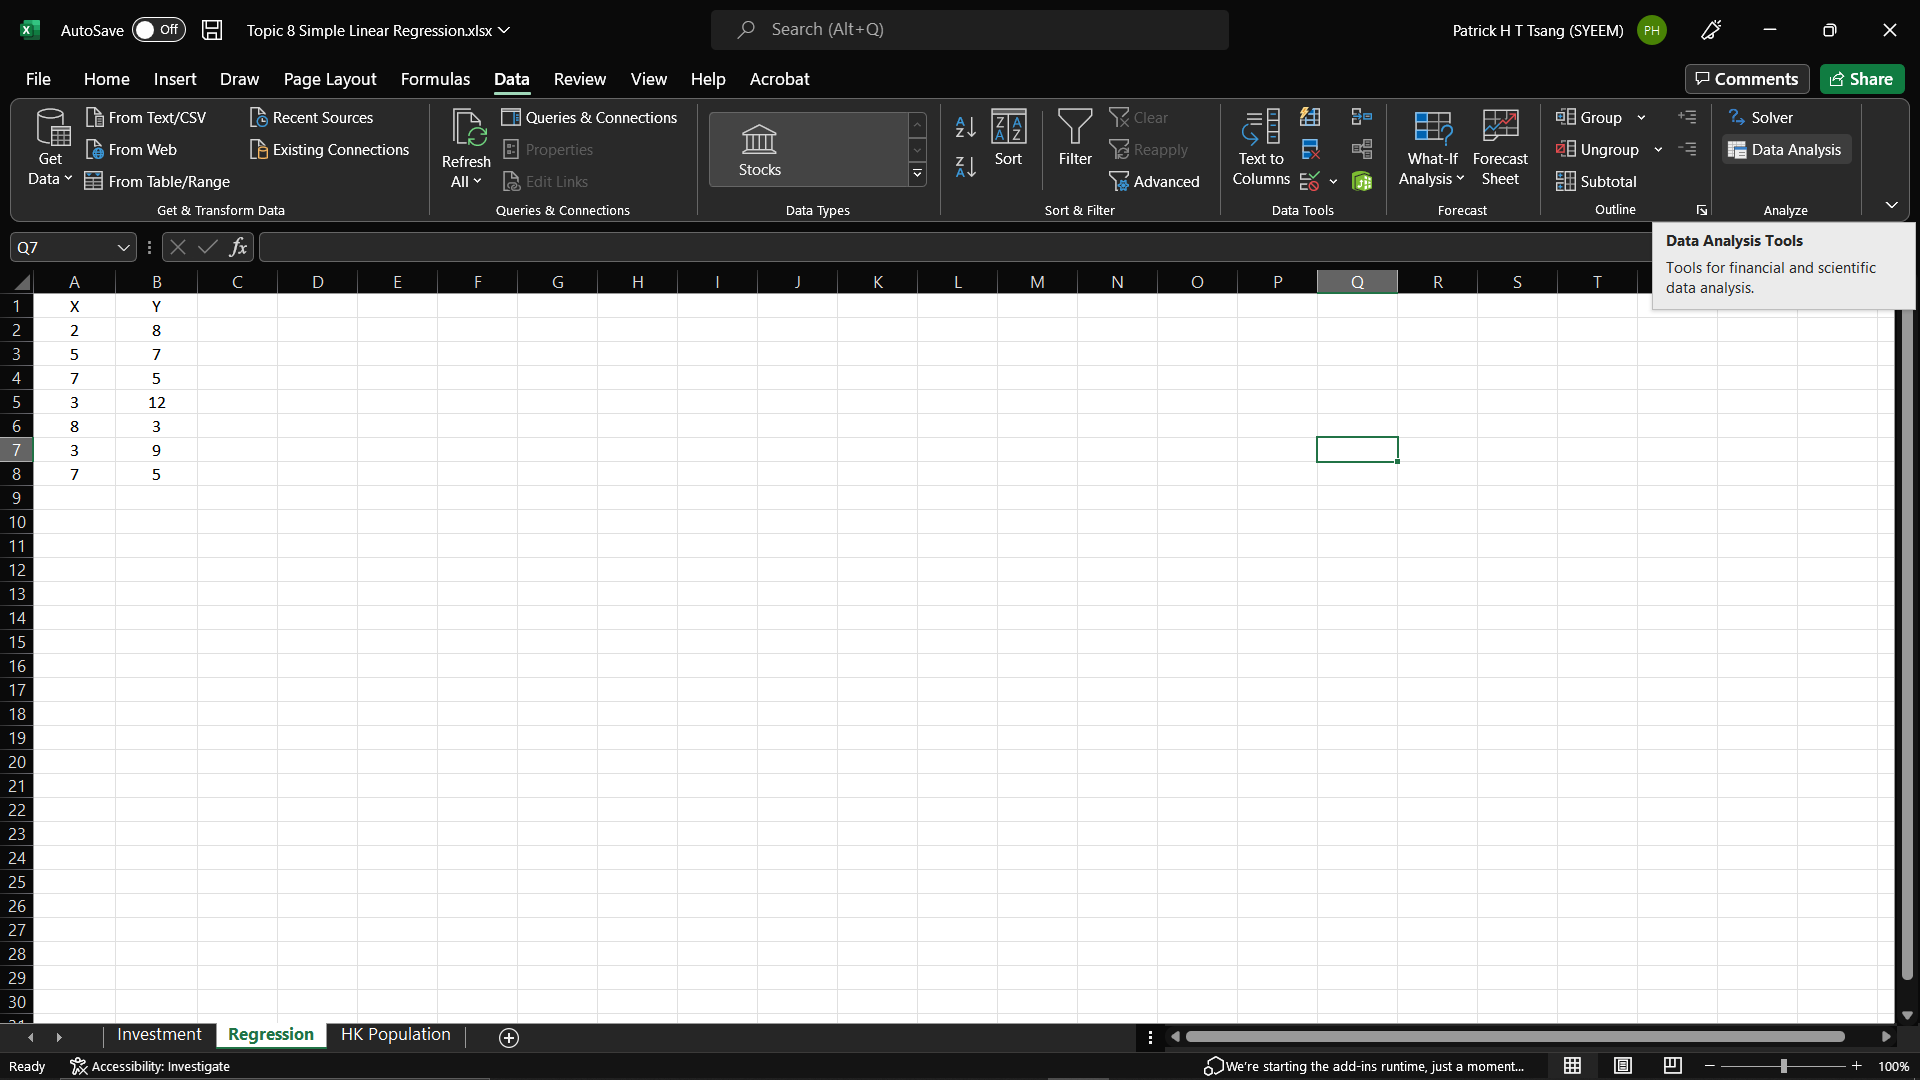 AutoSave Off Topic 8 Simple Linear Regression.xlsx Search (Alt+Q) Patrick H T Tsang (SYEEM) PH
File Home Insert Draw Page Layout Formulas Data Review View Help Acrobat Comments Share
Get Data
From Text/CSV
From Web
From Table/Range
Recent Sources
Existing Connections
Get & Transform Data
Refresh All
Queries & Connections
Properties
Edit Links
Queries & Connections
Stocks
Data Types
Sort
Filter
Clear
Reapply
Advanced
Sort & Filter
Text to
Columns
Data Tools
What-If
Analysis
Forecast
Sheet
Forecast
Group
Ungroup
Subtotal
Outline
Solver
Data Analysis
Analyze
Q7 fx
Data Analysis Tools
Tools for financial and scientific
data analysis.
A B C D E F G H I J K L M N O P Q R S T
1 X Y
2 2 8
3 5 7
4 7 5
5 3 12
6 8 3
7 3 9
8 7 5
9
10
11
12
13
14
15
16
17
18
19
20
21
22
23
24
25
26
27
28
29
30
Investment Regression HK Population
Ready Accessibility: Investigate We're starting the add-ins runtime, just a moment... 100%